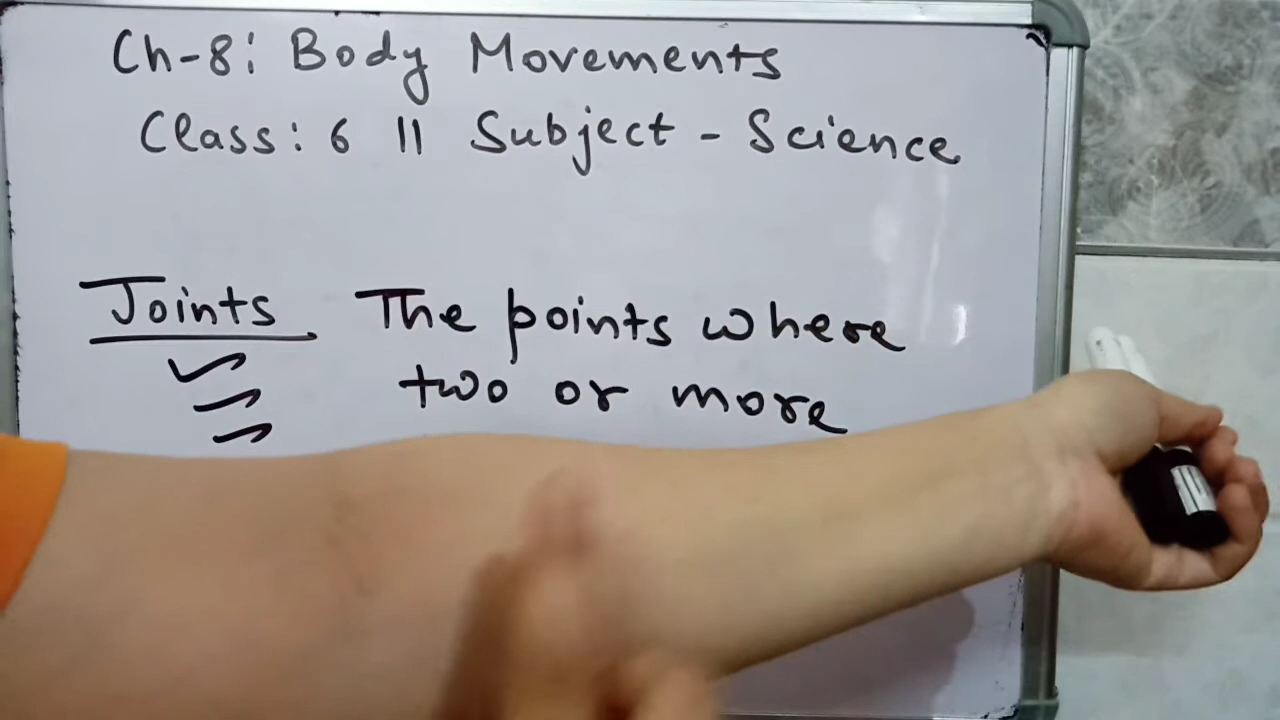 Ch-8: Body Movements
Class: 6 || Subject - Science
Joints The points where
two or more